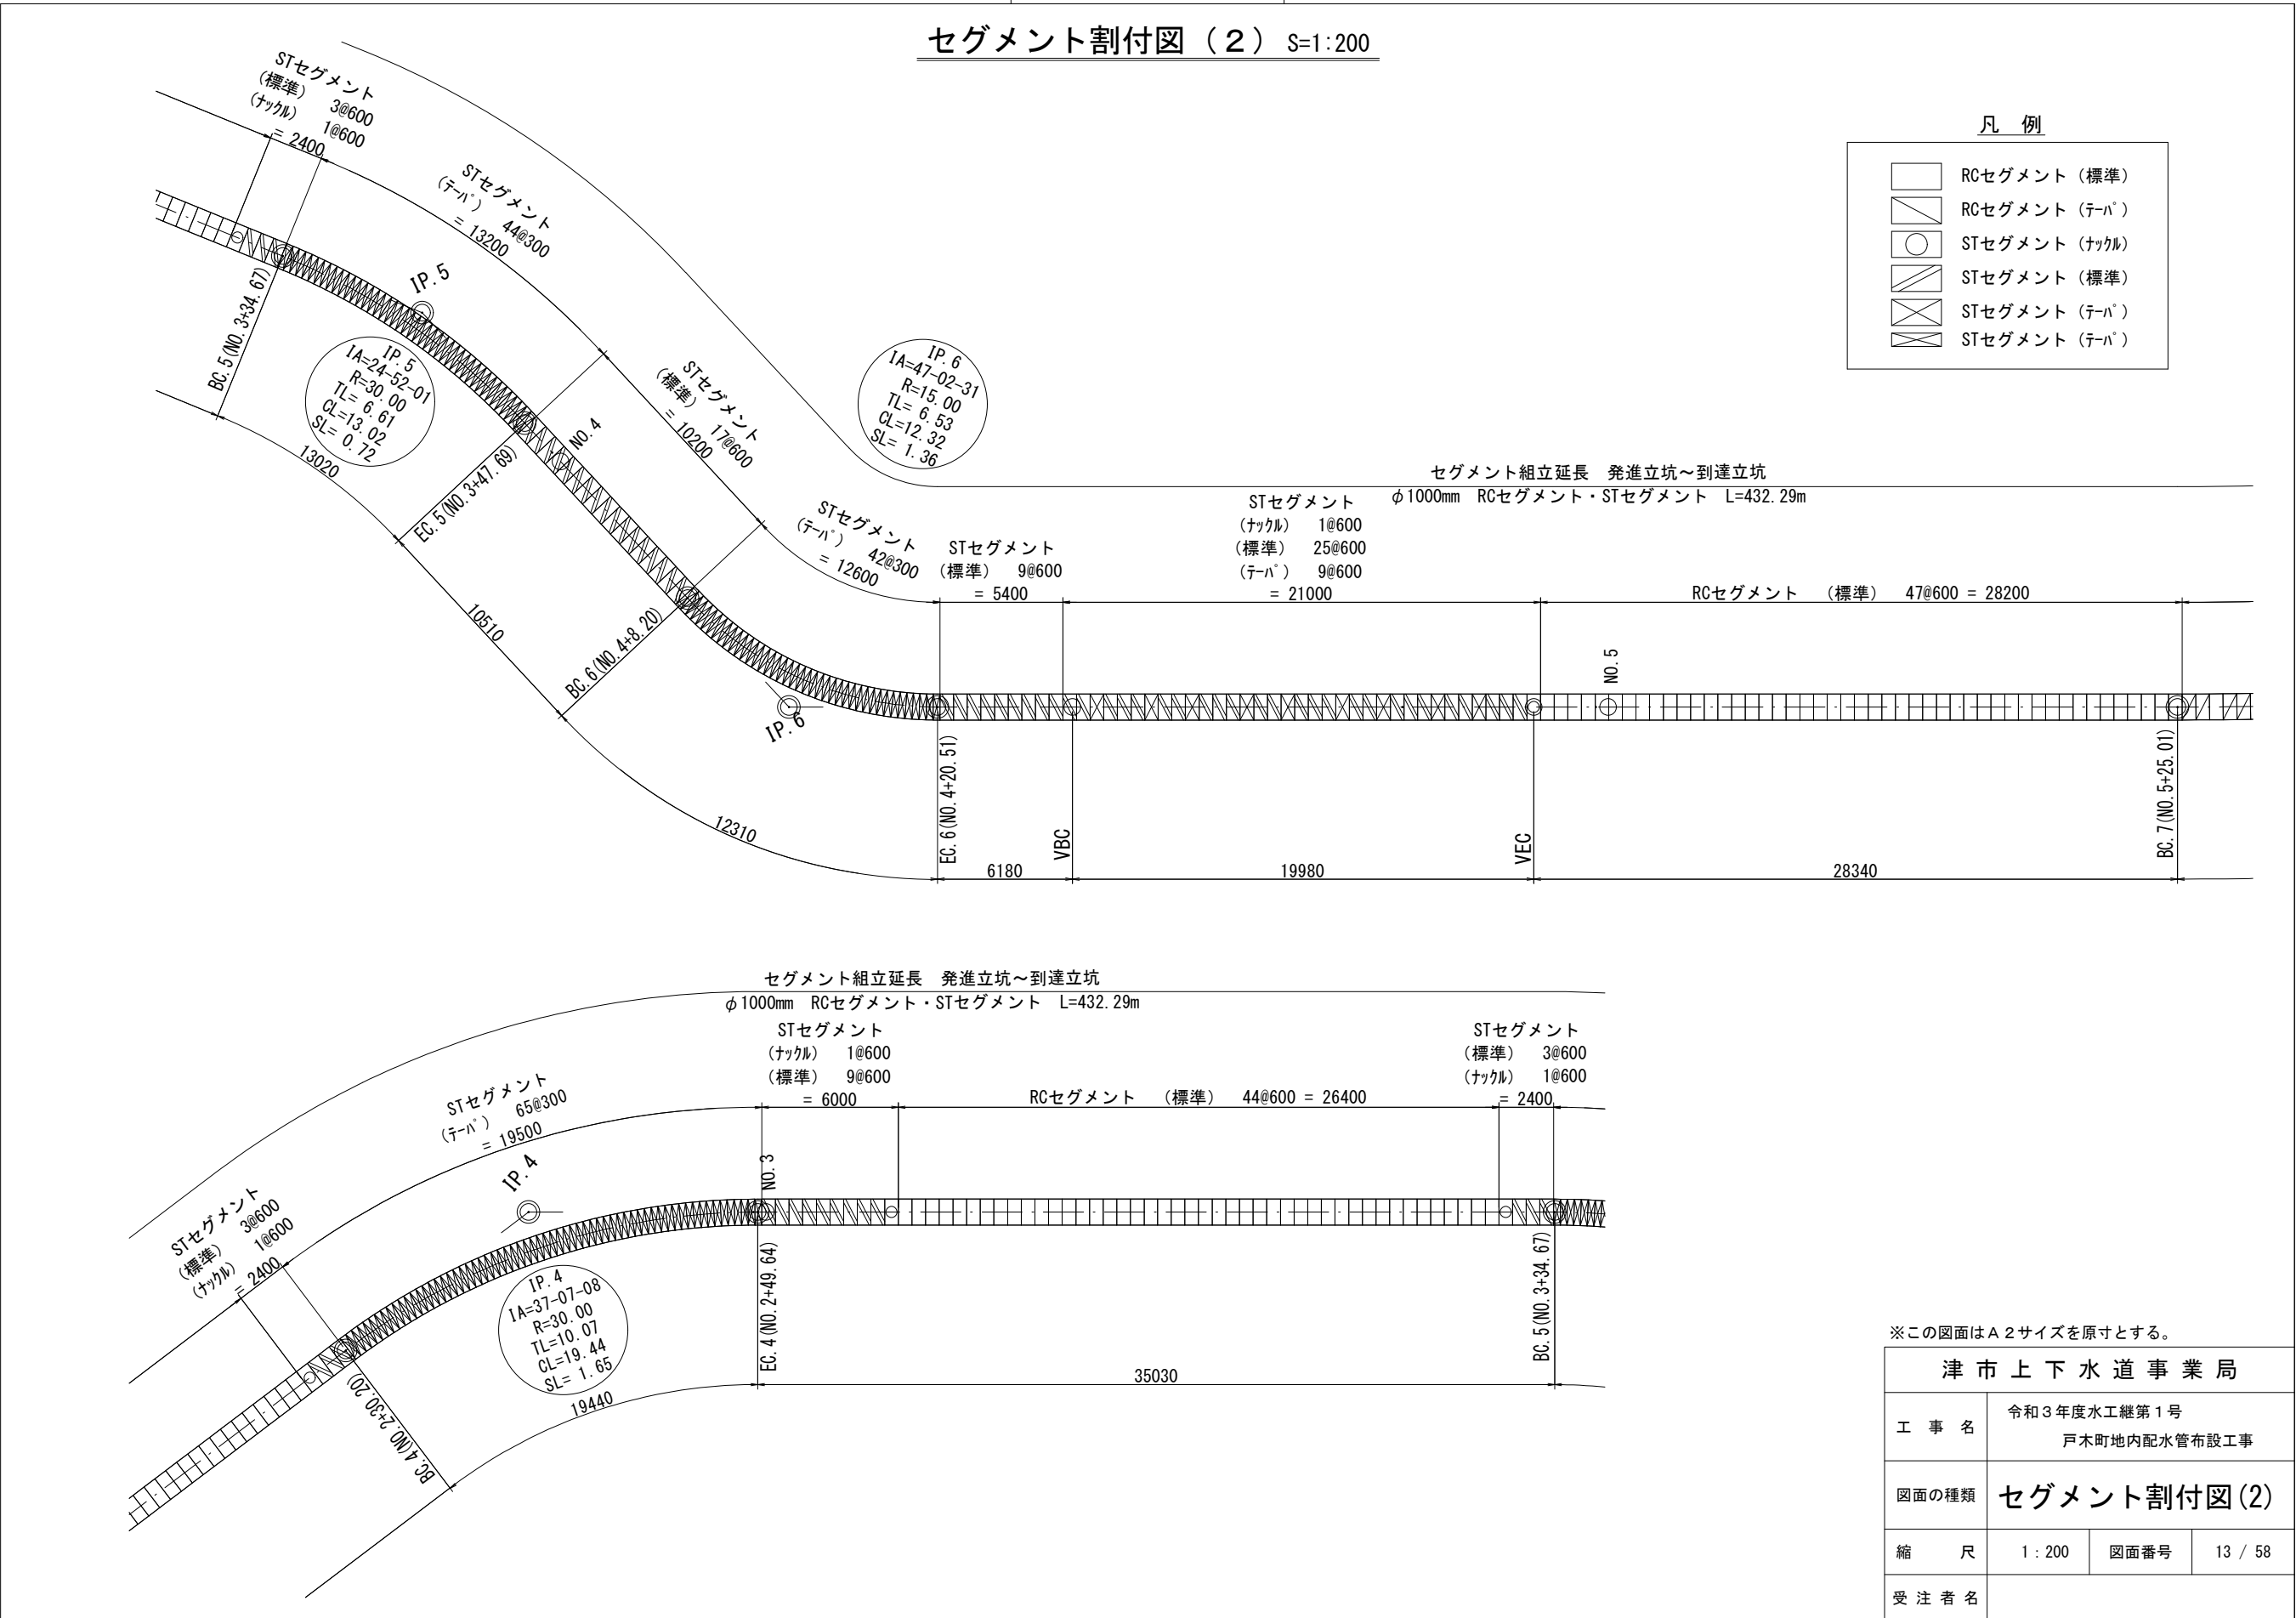 セグメント割付図（２） S=1:200
STセグメント
(標準) 3@600
(ﾅｯｸﾙ) 1@600
= 2400
STセグメント
(ﾃｰﾊﾟ) 44@300
= 13200
IP.5
BC.5(NO.3+34.67)
IP.5
IA=24-52-01
R=30.00
TL= 6.61
CL=13.02
SL= 0.72
13020
EC.5(NO.3+47.69)
NO.4
STセグメント
(標準) 17@600
= 10200
IP.6
IA=47-02-31
R=15.00
TL= 6.53
CL=12.32
SL= 1.36
10510
BC.6(NO.4+8.20)
STセグメント
(ﾃｰﾊﾟ) 42@300
= 12600
IP.6
12310
セグメント組立延長　発進立坑～到達立坑
φ1000mm　RCセグメント・STセグメント　L=432.29m
STセグメント
(標準) 9@600
= 5400
STセグメント
(ﾅｯｸﾙ) 1@600
(標準) 25@600
(ﾃｰﾊﾟ) 9@600
= 21000
RCセグメント　(標準)　47@600 = 28200
NO.5
EC.6(NO.4+20.51)
VBC
VEC
BC.7(NO.5+25.01)
6180
19980
28340
凡　例
RCセグメント（標準）
RCセグメント（ﾃｰﾊﾟ）
STセグメント（ﾅｯｸﾙ）
STセグメント（標準）
STセグメント（ﾃｰﾊﾟ）
STセグメント（ﾃｰﾊﾟ）
セグメント組立延長　発進立坑～到達立坑
φ1000mm　RCセグメント・STセグメント　L=432.29m
STセグメント
(標準) 3@600
(ﾅｯｸﾙ) 1@600
= 2400
STセグメント
(ﾃｰﾊﾟ) 65@300
= 19500
IP.4
STセグメント
(ﾅｯｸﾙ) 1@600
(標準) 9@600
= 6000
RCセグメント　(標準)　44@600 = 26400
STセグメント
(標準) 3@600
(ﾅｯｸﾙ) 1@600
= 2400
NO.3
BC.4(NO.2+30.20)
IP.4
IA=37-07-08
R=30.00
TL=10.07
CL=19.44
SL= 1.65
19440
EC.4(NO.2+49.64)
35030
BC.5(NO.3+34.67)
※この図面はＡ２サイズを原寸とする。
津市上下水道事業局
工事名　令和３年度水工継第１号
戸木町地内配水管布設工事
図面の種類　セグメント割付図(2)
縮尺　1：200　図面番号　13 / 58
受注者名